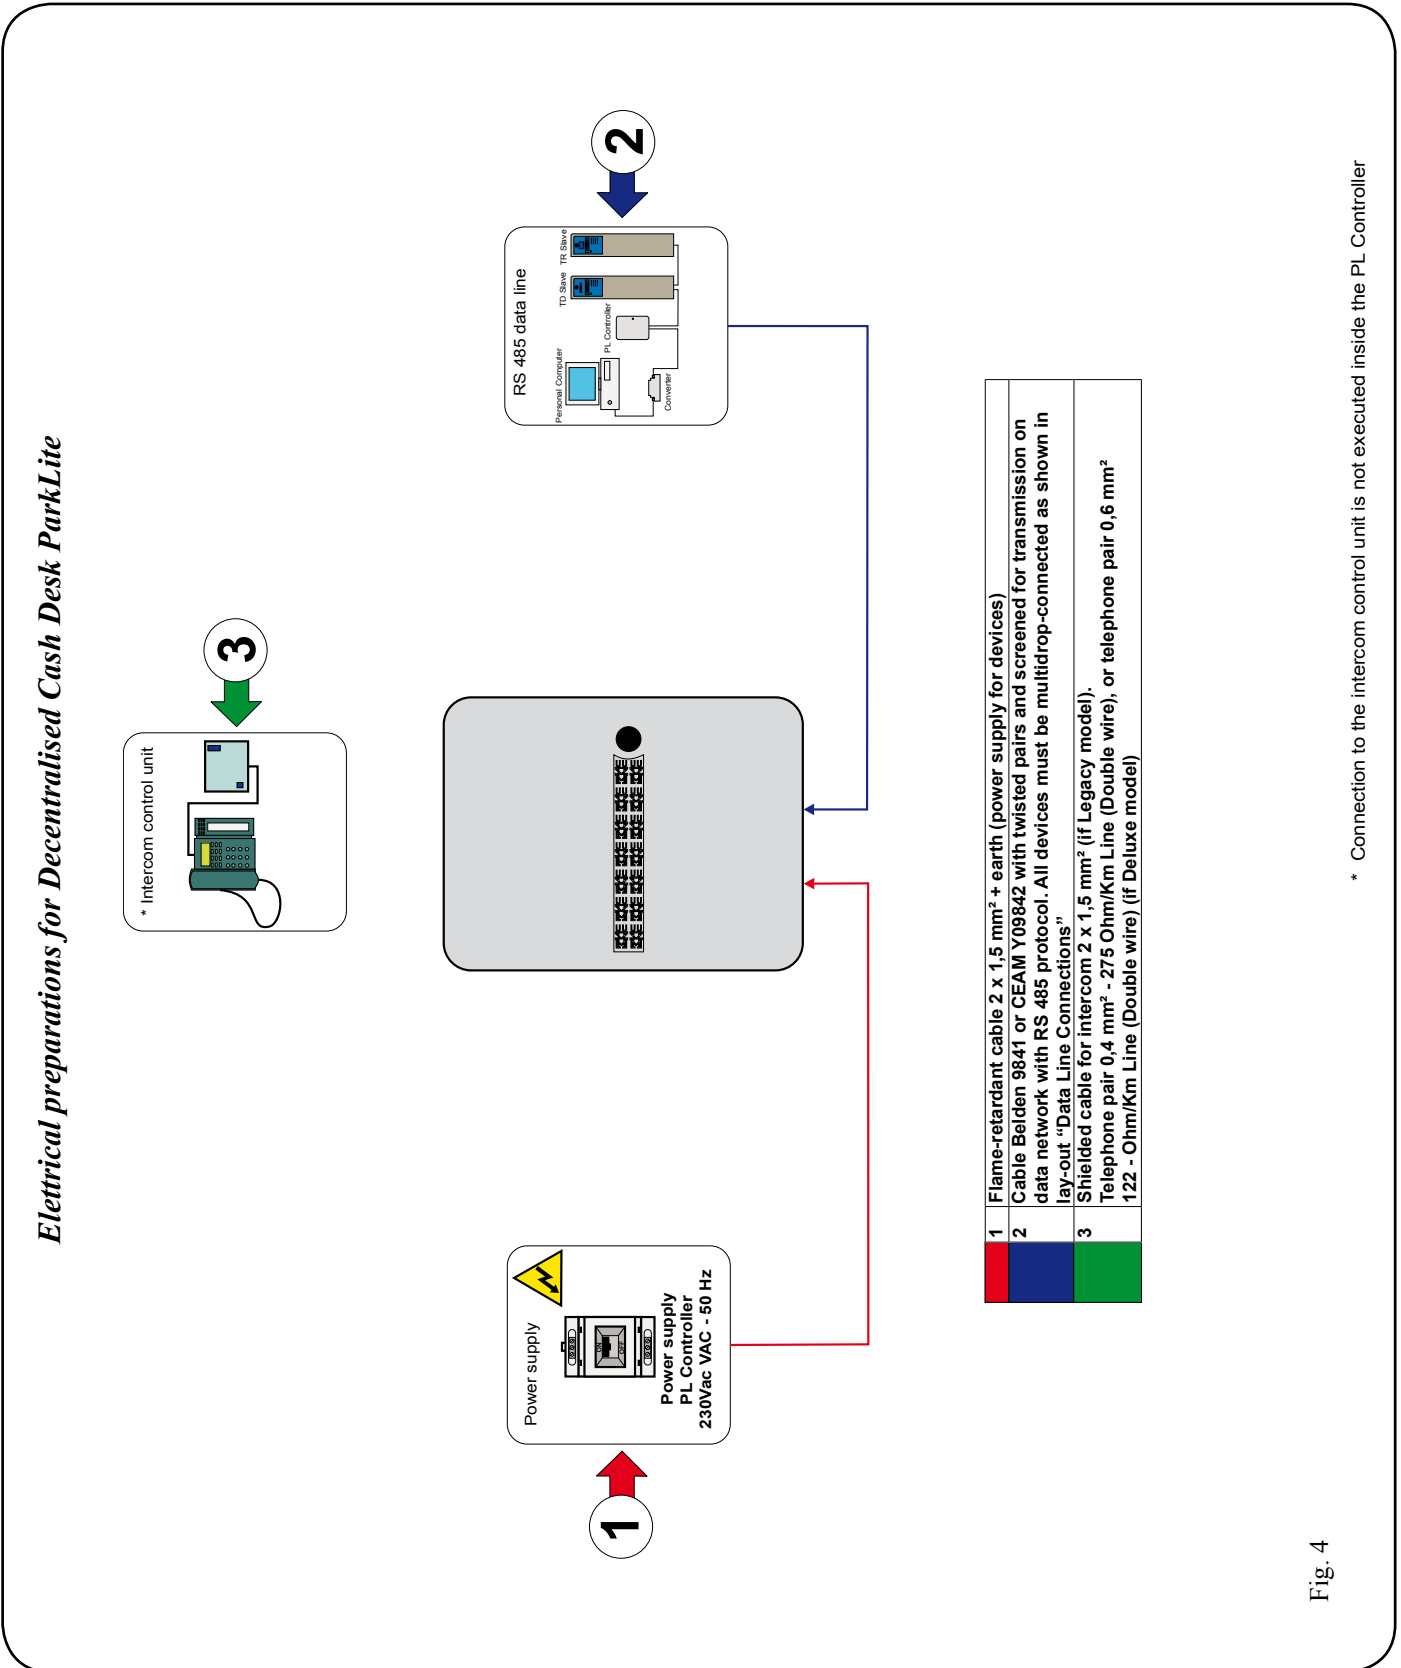 Elettrical preparations for Decentralised Cash Desk ParkLite
* Intercom control unit
3
Power supply
ON
OFF
Power supply
PL Controller
230Vac VAC - 50 Hz
1
RS 485 data line
Personal Computer
PL Controller
TD Slave
TR Slave
Converter
2
1 Flame-retardant cable 2 x 1,5 mm² + earth (power supply for devices)
2 Cable Belden 9841 or CEAM Y09842 with twisted pairs and screened for transmission on
data network with RS 485 protocol. All devices must be multidrop-connected as shown in
lay-out “Data Line Connections”
3 Shielded cable for intercom 2 x 1,5 mm² (if Legacy model).
Telephone pair 0,4 mm² - 275 Ohm/Km Line (Double wire), or telephone pair 0,6 mm²
122 - Ohm/Km Line (Double wire) (if Deluxe model)
Fig. 4
* Connection to the intercom control unit is not executed inside the PL Controller